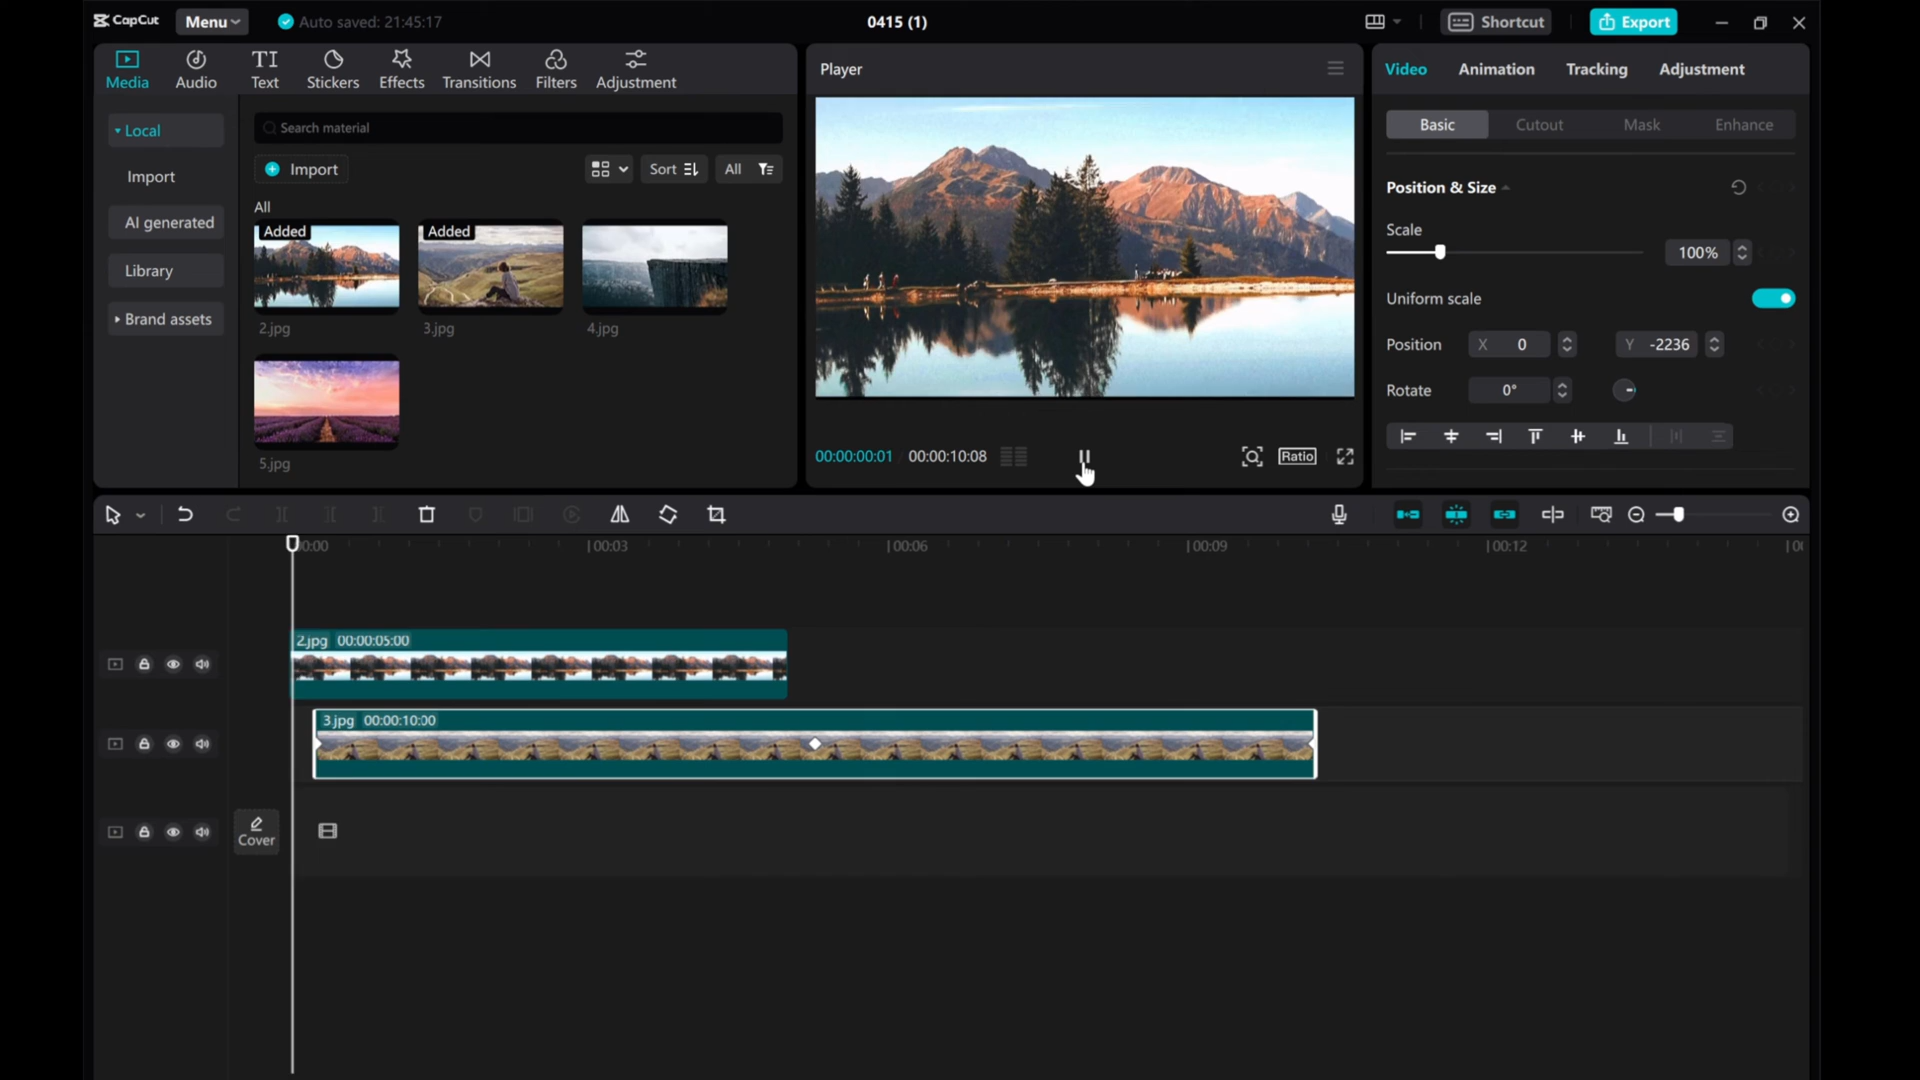 CapCut Menu Auto saved: 21:45:17 0415 (1) Shortcut Export
Media Audio Text Stickers Effects Transitions Filters Adjustment
Player
Video Animation Tracking Adjustment
Local
Import
AI generated
Library
Brand assets
Search material
Import Sort All
All
Added Added
2.jpg 3.jpg 4.jpg
5.jpg
00:00:00:01 00:00:10:08 Ratio
Basic Cutout Mask Enhance
Position & Size
Scale
100%
Uniform scale
Position X 0 Y -2236
Rotate 0°
00:00 00:03 00:06 00:09 00:12
2.jpg 00:00:05:00
3.jpg 00:00:10:00
Cover